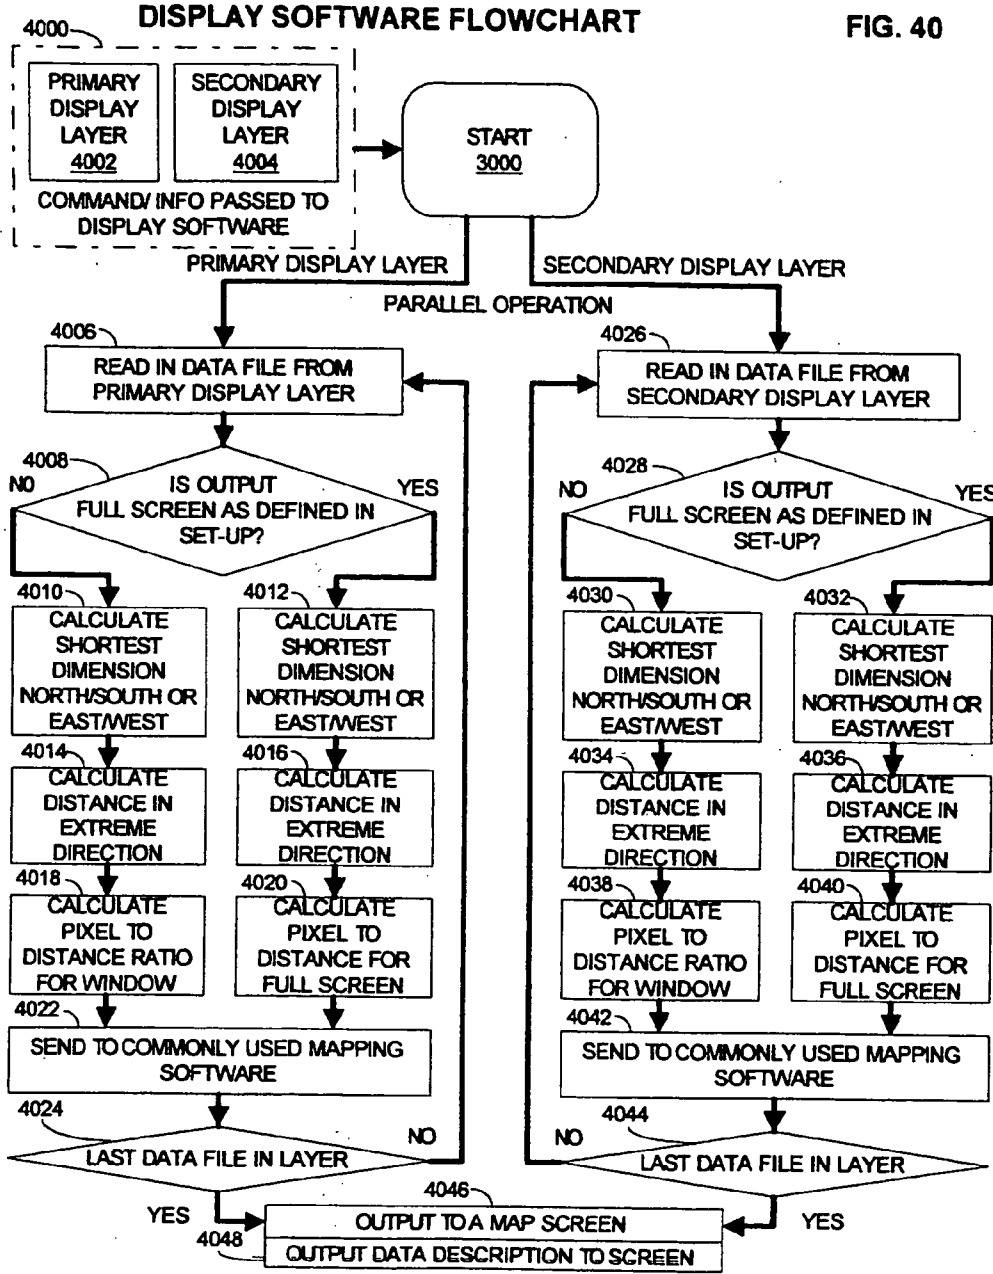 DISPLAY SOFTWARE FLOWCHART
FIG. 40
4000
PRIMARY
DISPLAY
LAYER
4002
SECONDARY
DISPLAY
LAYER
4004
COMMAND/ INFO PASSED TO
DISPLAY SOFTWARE
START
3000
PRIMARY DISPLAY LAYER
SECONDARY DISPLAY LAYER
PARALLEL OPERATION
4006
READ IN DATA FILE FROM
PRIMARY DISPLAY LAYER
4008
NO
YES
IS OUTPUT
FULL SCREEN AS DEFINED IN
SET-UP?
4010
CALCULATE
SHORTEST
DIMENSION
NORTH/SOUTH OR
EAST/WEST
4012
CALCULATE
SHORTEST
DIMENSION
NORTH/SOUTH OR
EAST/WEST
4014
CALCULATE
DISTANCE IN
EXTREME
DIRECTION
4016
CALCULATE
DISTANCE IN
EXTREME
DIRECTION
4018
CALCULATE
PIXEL TO
DISTANCE RATIO
FOR WINDOW
4020
CALCULATE
PIXEL TO
DISTANCE FOR
FULL SCREEN
4022
SEND TO COMMONLY USED MAPPING
SOFTWARE
4024
NO
LAST DATA FILE IN LAYER
YES
4026
READ IN DATA FILE FROM
SECONDARY DISPLAY LAYER
4028
NO
YES
IS OUTPUT
FULL SCREEN AS DEFINED IN
SET-UP?
4030
CALCULATE
SHORTEST
DIMENSION
NORTH/SOUTH OR
EAST/WEST
4032
CALCULATE
SHORTEST
DIMENSION
NORTH/SOUTH OR
EAST/WEST
4034
CALCULATE
DISTANCE IN
EXTREME
DIRECTION
4036
CALCULATE
DISTANCE IN
EXTREME
DIRECTION
4038
CALCULATE
PIXEL TO
DISTANCE RATIO
FOR WINDOW
4040
CALCULATE
PIXEL TO
DISTANCE FOR
FULL SCREEN
4042
SEND TO COMMONLY USED MAPPING
SOFTWARE
4044
NO
LAST DATA FILE IN LAYER
YES
4046
OUTPUT TO A MAP SCREEN
4048
OUTPUT DATA DESCRIPTION TO SCREEN